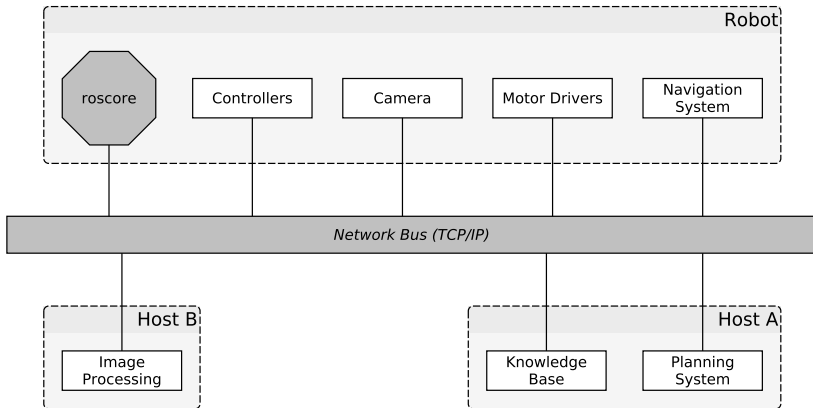 Robot
roscore
Controllers
Camera
Motor Drivers
Navigation
System
Network Bus (TCP/IP)
Host B
Image
Processing
Host A
Knowledge
Base
Planning
System